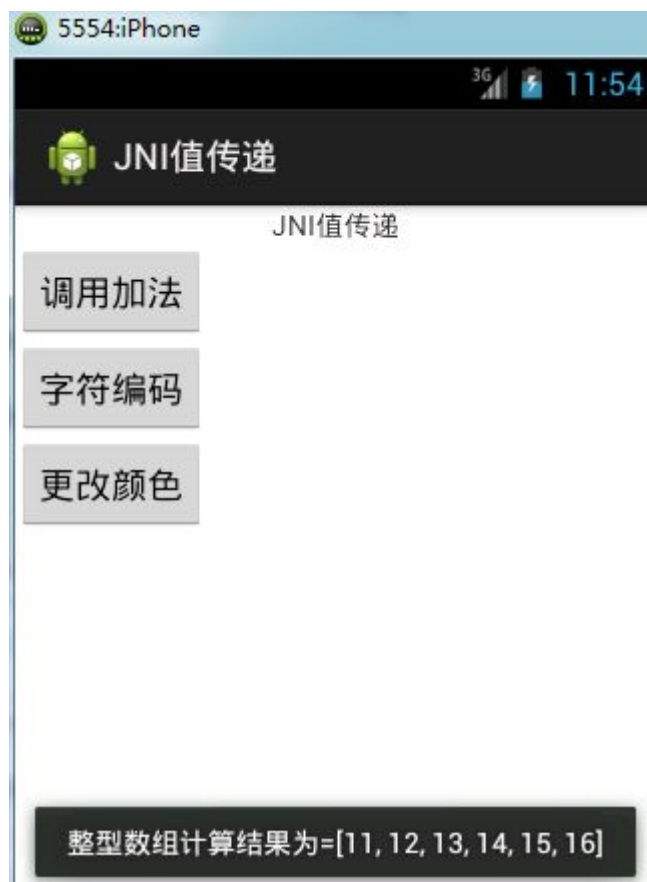 5554:iPhone
3G 11:54
JNI值传递
JNI值传递
调用加法
字符编码
更改颜色
整型数组计算结果为=[11, 12, 13, 14, 15, 16]